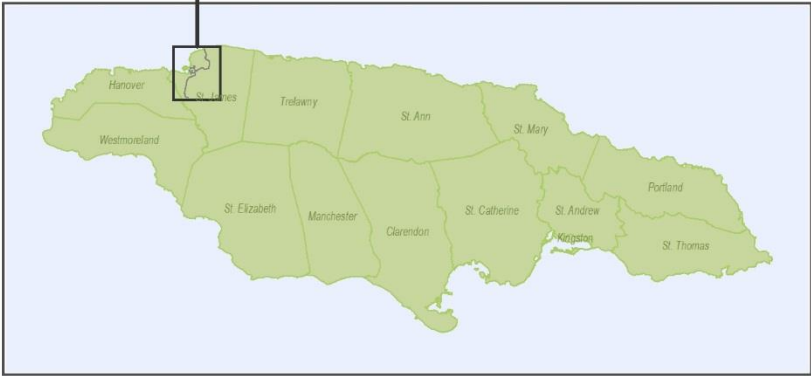 Hanover
St. James
Trelawny
St. Ann
St. Mary
Westmoreland
Portland
St. Elizabeth
Manchester
St. Catherine
St. Andrew
Clarendon
Kingston
St. Thomas